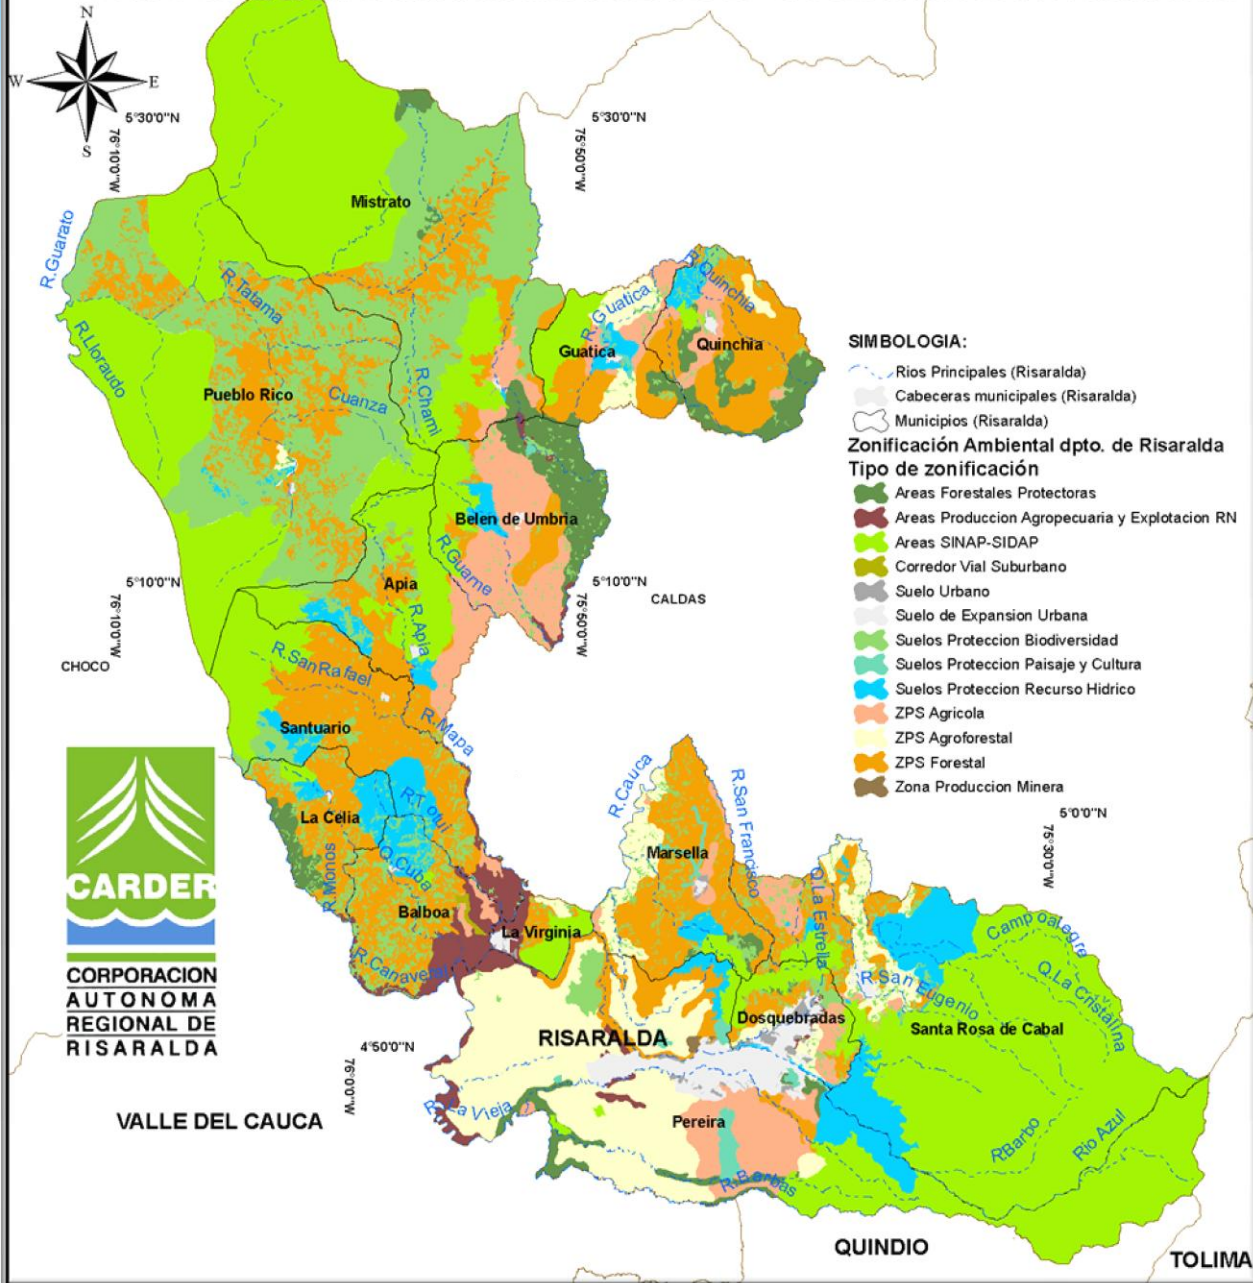 N
W
E
S
5°30'0"N
5°30'0"N
76°10'0"W
75°50'0"W
Mistrato
R.Guarato
R.Tatama
R.Lloraudo
R.Quinchia
R.Guatica
Guatica
Quinchia
Pueblo Rico
Cuanza
R.Chami
Belen de Umbria
R.Guarne
5°10'0"N
5°10'0"N
76°10'0"W
75°50'0"W
Apia
R.Apia
CALDAS
CHOCO
R.SanRafael
Santuario
R.Mapa
La Celia
R.Totui
Q.Cuba
R.Monos
Balboa
La Virginia
R.Canaveral
R.Cauca
R.San Francisco
Marsella
Q.La Estrella
Campoalegre
Q.La Cristalina
R.San Eugenio
Santa Rosa de Cabal
Dosquebradas
RISARALDA
4°50'0"N
76°0'0"W
R. La Vieja
Pereira
R.Barbas
RBarbo
Rio Azul
VALLE DEL CAUCA
QUINDIO
TOLIMA
SIMBOLOGIA:
Rios Principales (Risaralda)
Cabeceras municipales (Risaralda)
Municipios (Risaralda)
Zonificación Ambiental dpto. de Risaralda
Tipo de zonificación
Areas Forestales Protectoras
Areas Produccion Agropecuaria y Explotacion RN
Areas SINAP-SIDAP
Corredor Vial Suburbano
Suelo Urbano
Suelo de Expansion Urbana
Suelos Proteccion Biodiversidad
Suelos Proteccion Paisaje y Cultura
Suelos Proteccion Recurso Hidrico
ZPS Agricola
ZPS Agroforestal
ZPS Forestal
Zona Produccion Minera
5°0'0"N
75°30'0"W
CARDER
CORPORACION
AUTONOMA
REGIONAL DE
RISARALDA